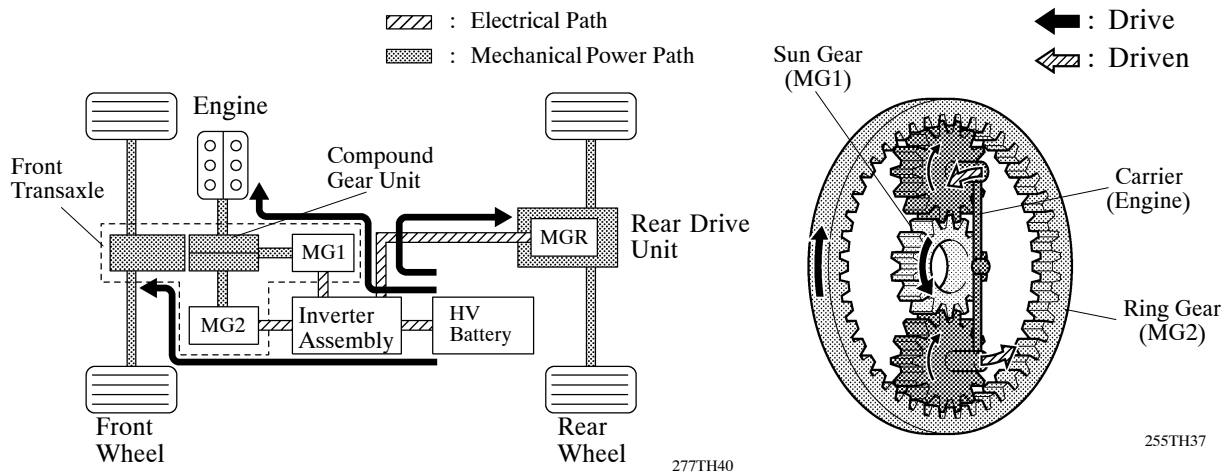 : Electrical Path
: Mechanical Power Path
Engine
Front
Transaxle
Compound
Gear Unit
MG1
MG2
Inverter
Assembly
HV
Battery
MGR
Rear Drive
Unit
Front
Wheel
Rear
Wheel
277TH40
: Drive
: Driven
Sun Gear
(MG1)
Carrier
(Engine)
Ring Gear
(MG2)
255TH37